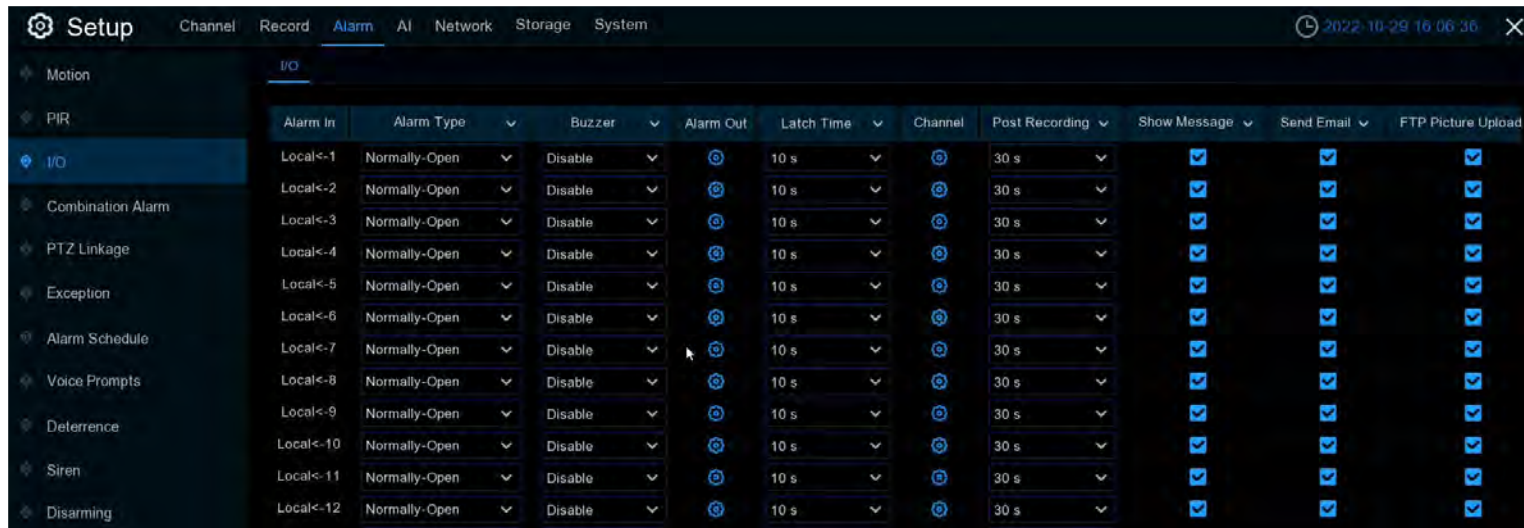 Setup Channel Record Alarm AI Network Storage System 2022-10-29 16:06:36
Motion
PIR
I/O
Combination Alarm
PTZ Linkage
Exception
Alarm Schedule
Voice Prompts
Deterrence
Siren
Disarming
I/O
Alarm In Alarm Type Buzzer Alarm Out Latch Time Channel Post Recording Show Message Send Email FTP Picture Upload
Local<-1 Normally-Open Disable 10 s 30 s
Local<-2 Normally-Open Disable 10 s 30 s
Local<-3 Normally-Open Disable 10 s 30 s
Local<-4 Normally-Open Disable 10 s 30 s
Local<-5 Normally-Open Disable 10 s 30 s
Local<-6 Normally-Open Disable 10 s 30 s
Local<-7 Normally-Open Disable 10 s 30 s
Local<-8 Normally-Open Disable 10 s 30 s
Local<-9 Normally-Open Disable 10 s 30 s
Local<-10 Normally-Open Disable 10 s 30 s
Local<-11 Normally-Open Disable 10 s 30 s
Local<-12 Normally-Open Disable 10 s 30 s